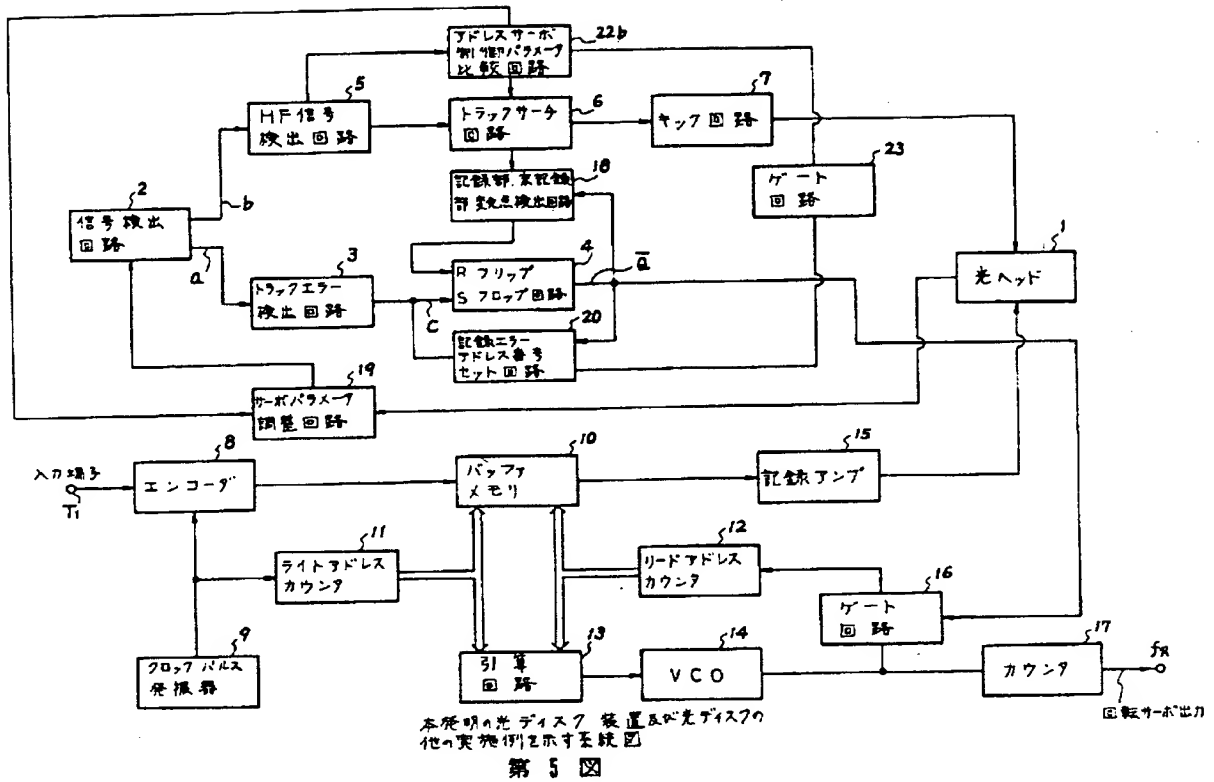 アドレスサーボ
制御パラメータ
比較回路
22b
5
HF信号
検出回路
6
トラックサーチ
回路
7
キック回路
18
記録部、未記録
部変化点検出回路
23
ゲート
回路
2
信号検出
回路
b
a
3
トラックエラー
検出回路
4
R フリップ
S フロップ回路
Q̅
C
1
光ヘッド
20
記録エラー
アドレス番号
セット回路
19
サーボパラメータ
調整回路
入力端子
T1
8
エンコーダ
10
バッファ
メモリ
15
記録アンプ
11
ライトアドレス
カウンタ
12
リードアドレス
カウンタ
16
ゲート
回路
9
クロックパルス
発振器
13
引算
回路
14
VCO
17
カウンタ
fR
回転サーボ出力
本発明の光ディスク装置及び光ディスクの
他の実施例を示す系統図
第5図